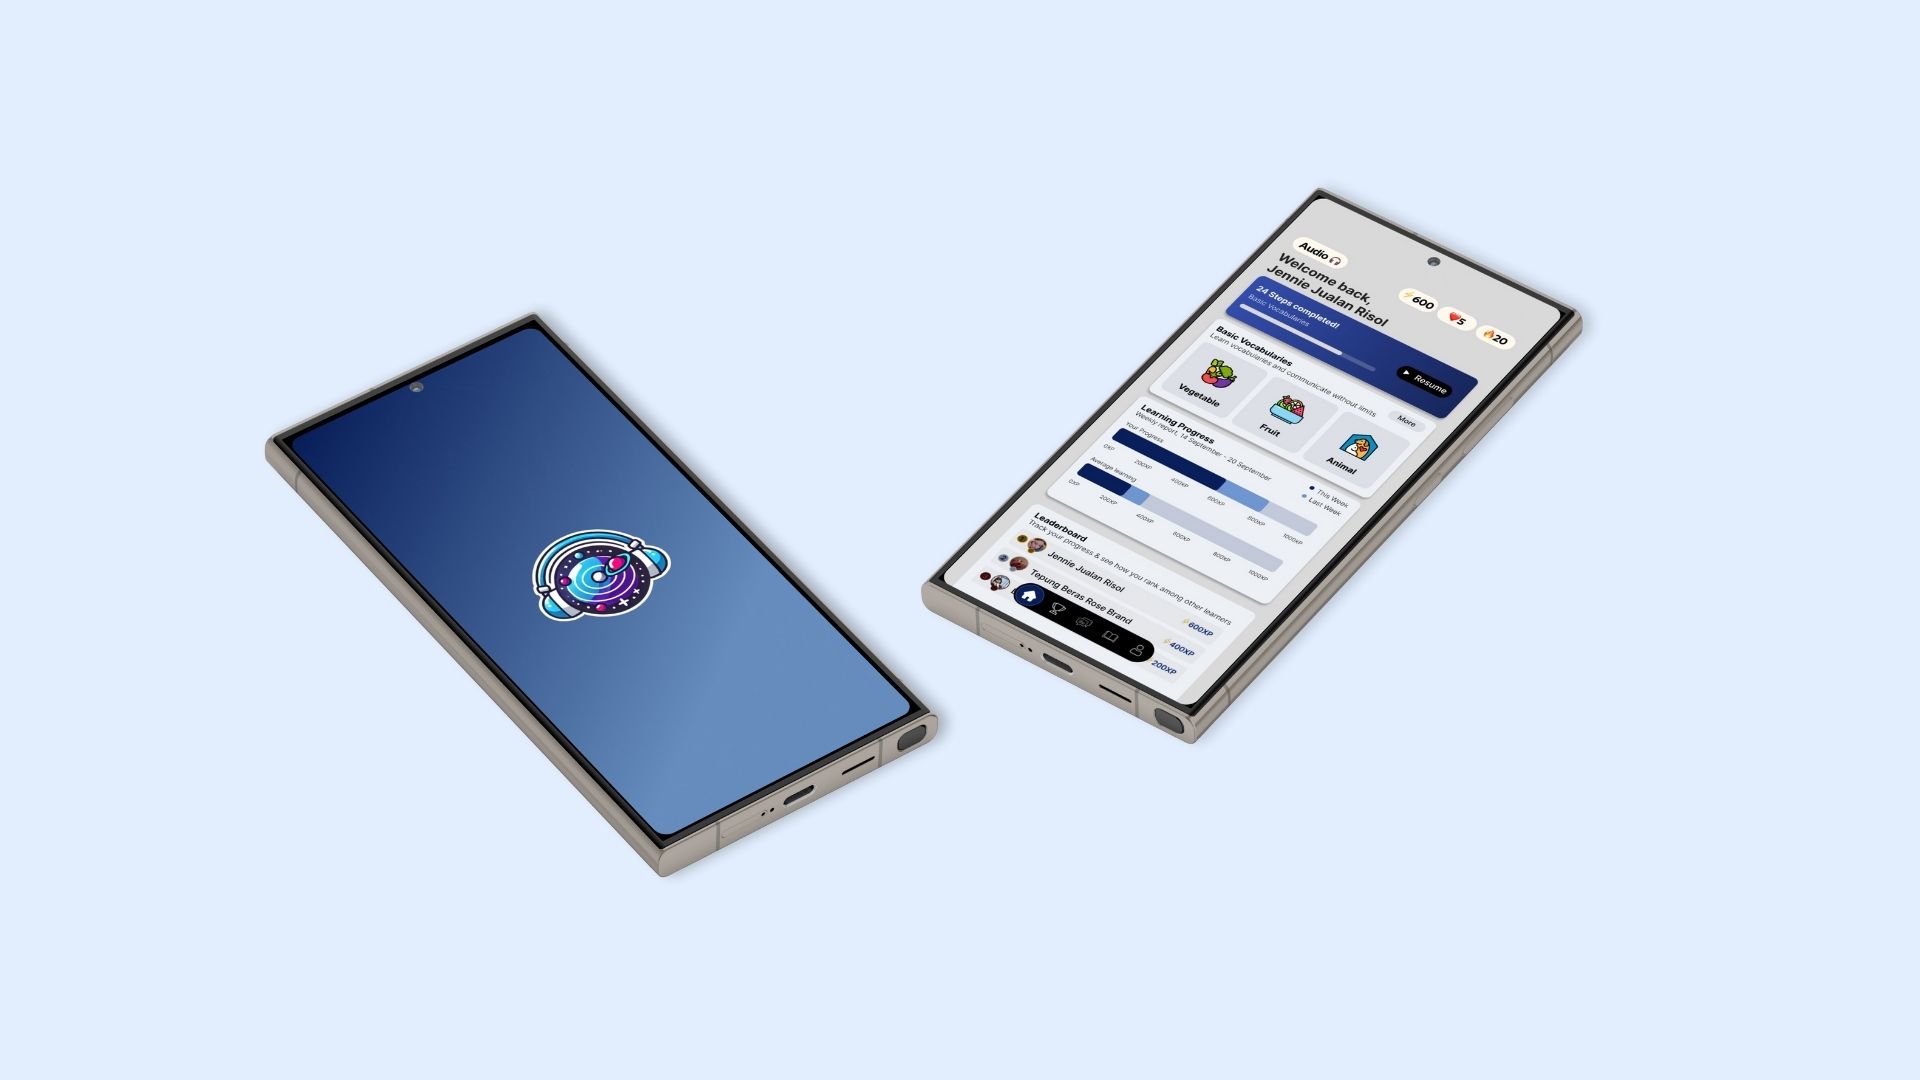 Audio
Welcome back,
Jennie Jualan Risol
600
5
20
24 Steps completed!
Basic Vocabularies
Resume
Basic Vocabularies
Learn vocabularies and communicate without limits
More
Vegetable
Fruit
Animal
Learning Progress
Weekly report, 14 September - 20 September
Your Progress
This Week
Last Week
0XP 200XP 400XP 600XP 800XP 1000XP
Average learning
0XP 200XP 400XP 600XP 800XP 1000XP
Leaderboard
Track your progress & see how you rank among other learners
Jennie Jualan Risol
600XP
Tepung Beras Rose Brand
400XP
200XP